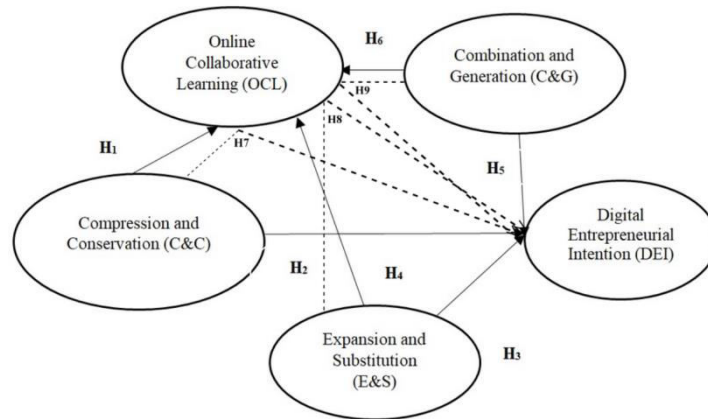 Online
Collaborative
Learning (OCL)
H6
Combination and
Generation (C&G)
H9
H8
H1
H7
H5
Compression and
Conservation (C&C)
Digital
Entrepreneurial
Intention (DEI)
H2
H4
Expansion and
Substitution
(E&S)
H3